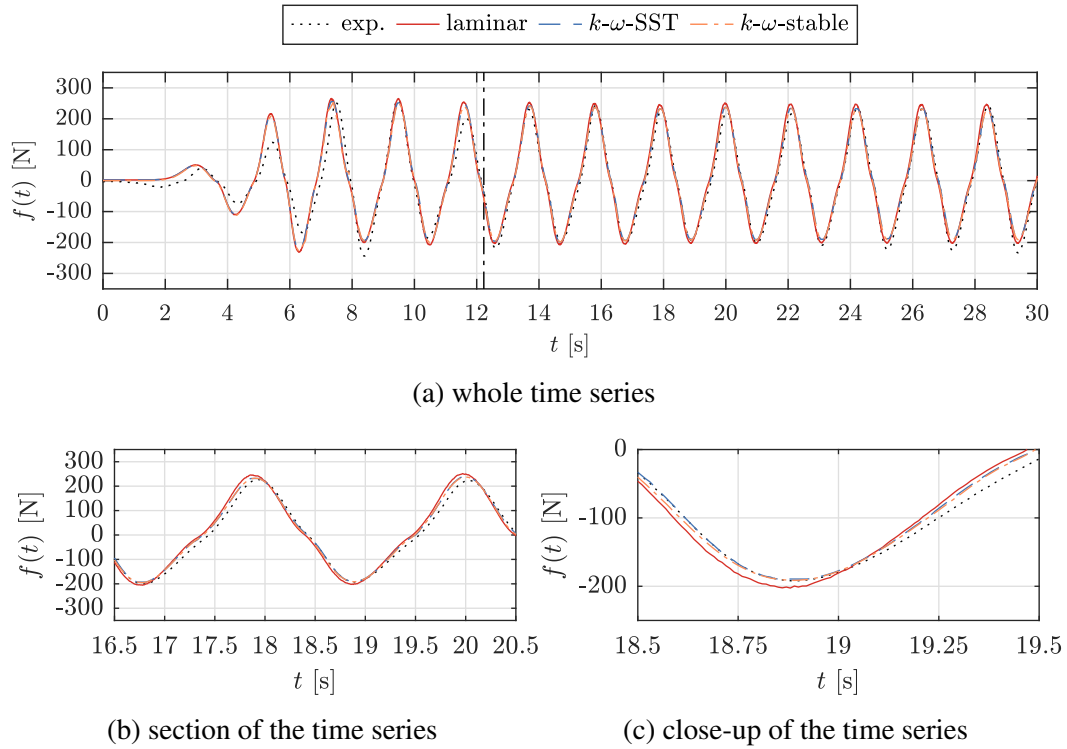 exp. laminar k-ω-SST k-ω-stable
300
200
100
0
-100
-200
-300
f(t) [N]
0 2 4 6 8 10 12 14 16 18 20 22 24 26 28 30
t [s]
(a) whole time series
300
200
100
0
-100
-200
-300
f(t) [N]
16.5 17 17.5 18 18.5 19 19.5 20 20.5
t [s]
(b) section of the time series
0
-100
-200
f(t) [N]
18.5 18.75 19 19.25 19.5
t [s]
(c) close-up of the time series